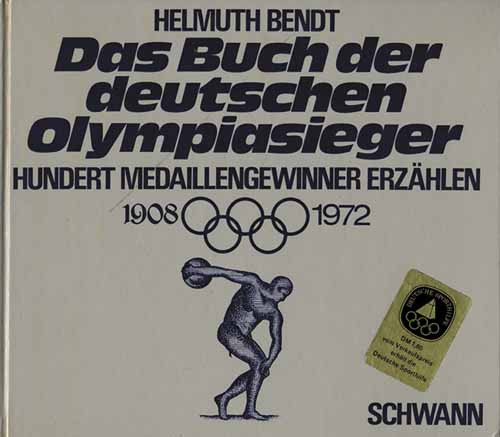 HELMUTH BENDT
Das Buch der
deutschen
Olympiasieger
HUNDERT MEDAILLENGEWINNER ERZÄHLEN
1908 1972
DEUTSCHE SPORTHILFE
DM 1,00
vom Verkaufspreis
erhält die
Deutsche Sporthilfe
SCHWANN